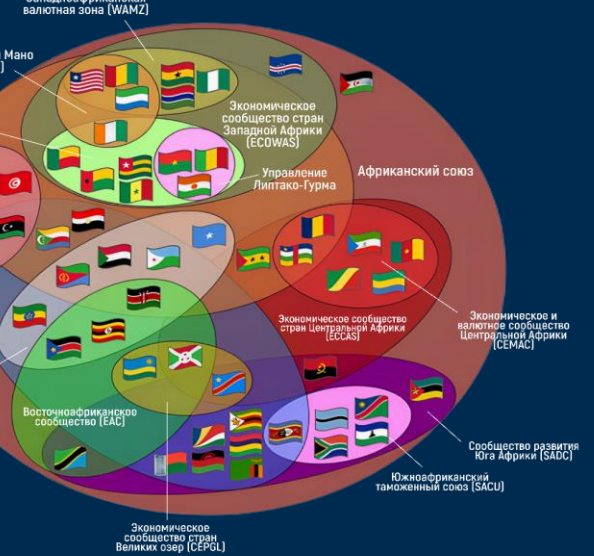 Западноафриканская
валютная зона (WAMZ)
Мано
)
Экономическое
сообщество стран
Западной Африки
(ECOWAS)
Управление
Липтако-Гурма
Африканский союз
Экономическое сообщество
стран Центральной Африки
(ECCAS)
Экономическое и
валютное сообщество
Центральной Африки
(CEMAC)
Восточноафриканское
сообщество (EAC)
Сообщество развития
Юга Африки (SADC)
Южноафриканский
таможенный союз (SACU)
Экономическое
сообщество стран
Великих озер (CEPGL)